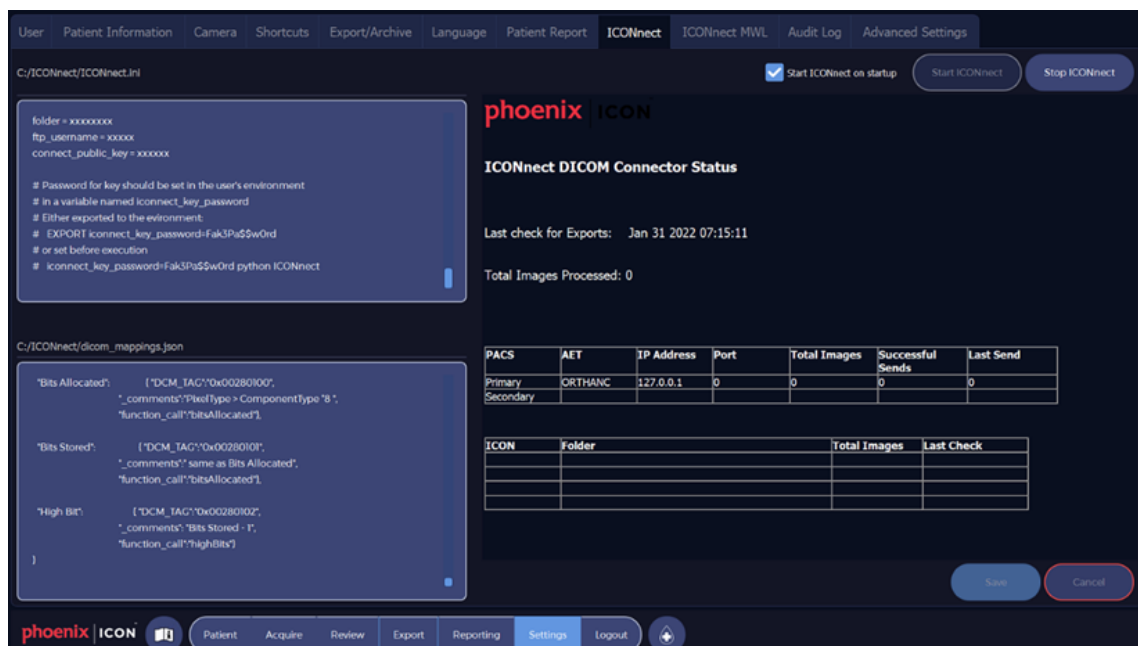 User Patient Information Camera Shortcuts Export/Archive Language Patient Report ICONnect ICONnect MWL Audit Log Advanced Settings
C:/ICONnect/ICONnect.ini
Start ICONnect on startup
Start ICONnect
Stop ICONnect
folder = xxxxxxxx
ftp_username = xxxxx
connect_public_key = xxxxxx
# Password for key should be set in the user's environment
# in a variable named iconnect_key_password
# Either exported to the evironment:
# EXPORT iconnect_key_password=Fak3Pa$$w0rd
# or set before execution
# iconnect_key_password=Fak3Pa$$w0rd python ICONnect
C:/ICONnect/dicom_mappings.json
"Bits Allocated": {"DCM_TAG":"0x00280100",
"_comments":"PixelType > ComponentType "8 ",
"function_call":"bitsAllocated"},
"Bits Stored": {"DCM_TAG":"0x00280101",
"_comments":" same as Bits Allocated",
"function_call":"bitsAllocated"},
"High Bit": {"DCM_TAG":"0x00280102",
"_comments": "Bits Stored - 1",
"function_call":"highBits"}
}
phoenix | ICON
ICONnect DICOM Connector Status
Last check for Exports: Jan 31 2022 07:15:11
Total Images Processed: 0
PACS AET IP Address Port Total Images Successful Sends Last Send
Primary ORTHANC 127.0.0.1 0 0 0 0
Secondary
ICON Folder Total Images Last Check
Save
Cancel
phoenix | ICON
Patient Acquire Review Export Reporting Settings Logout